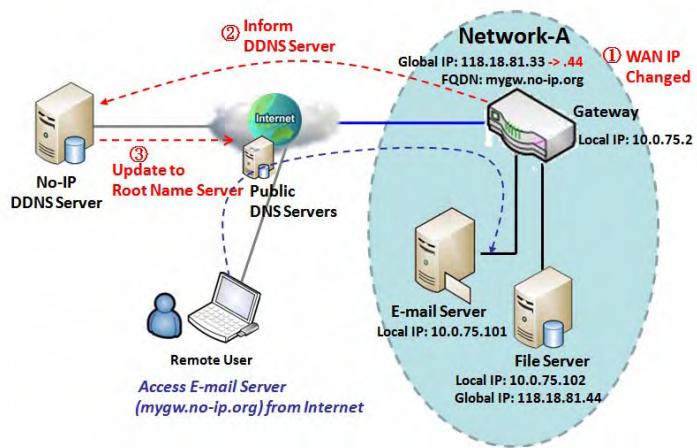 ② Inform
DDNS Server
Network-A
Global IP: 118.18.81.33 -> .44
FQDN: mygw.no-ip.org
① WAN IP
Changed
Gateway
Local IP: 10.0.75.2
Internet
③
Update to
Root Name Server
No-IP
DDNS Server
Public
DNS Servers
E-mail Server
Local IP: 10.0.75.101
Remote User
File Server
Local IP: 10.0.75.102
Global IP: 118.18.81.44
Access E-mail Server
(mygw.no-ip.org) from Internet